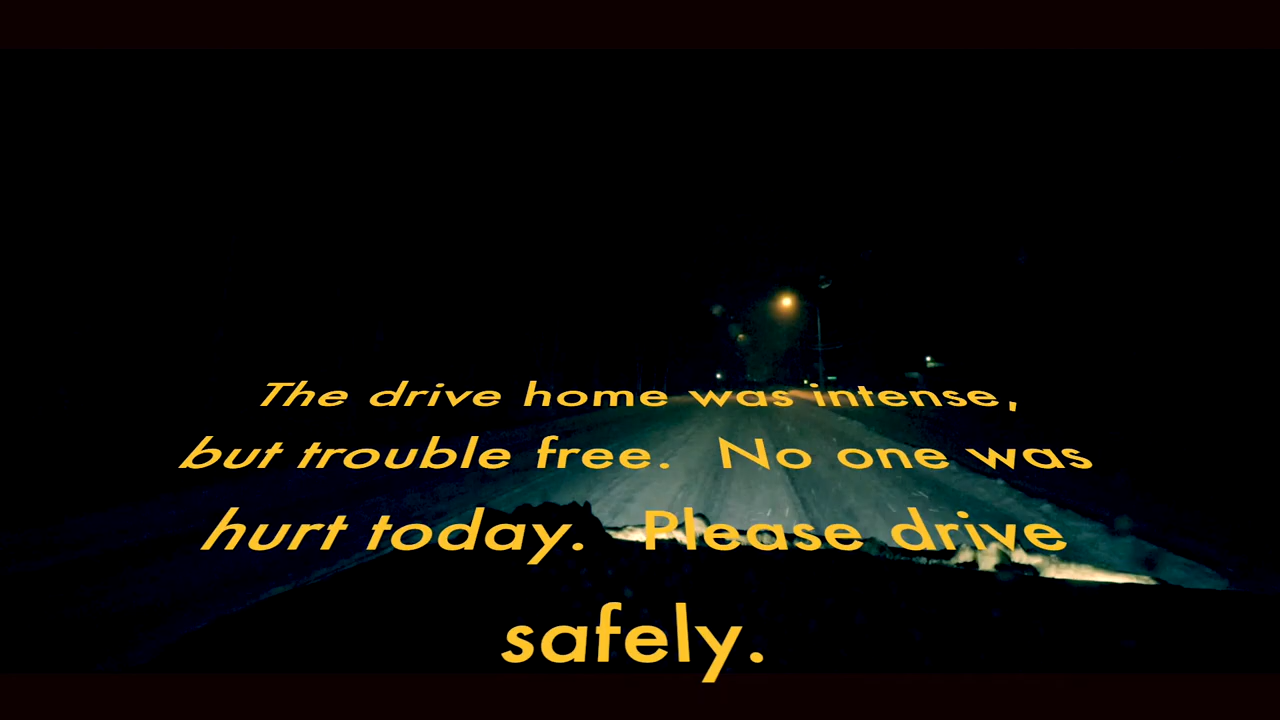 The drive home was intense,
but trouble free.  No one was
hurt today.  Please drive
safely.